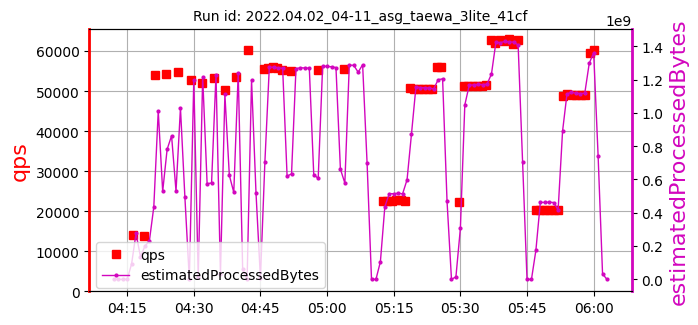 Run id: 2022.04.02_04-11_asg_taewa_3lite_41cf
1e9
60000
50000
40000
30000
20000
10000
0
qps
1.4
1.2
1.0
0.8
0.6
0.4
0.2
0.0
estimatedProcessedBytes
qps
estimatedProcessedBytes
04:15 04:30 04:45 05:00 05:15 05:30 05:45 06:00